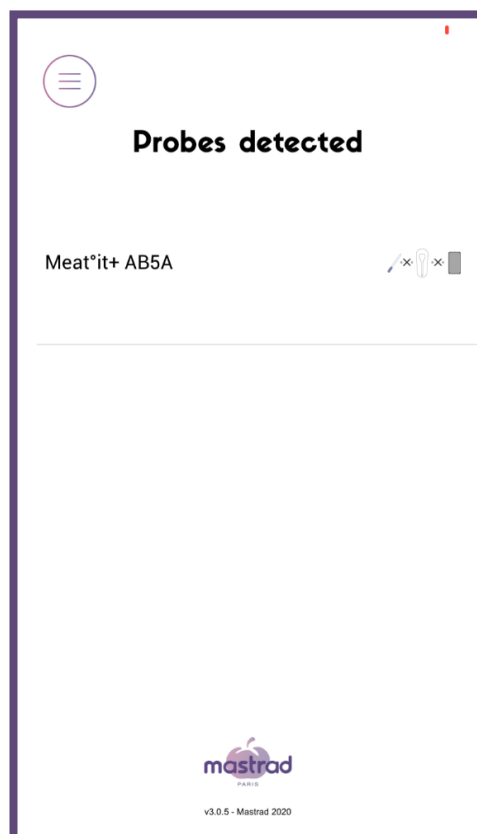 Probes detected
Meat°it+ AB5A
mastrad
PARIS
v3.0.5 - Mastrad 2020